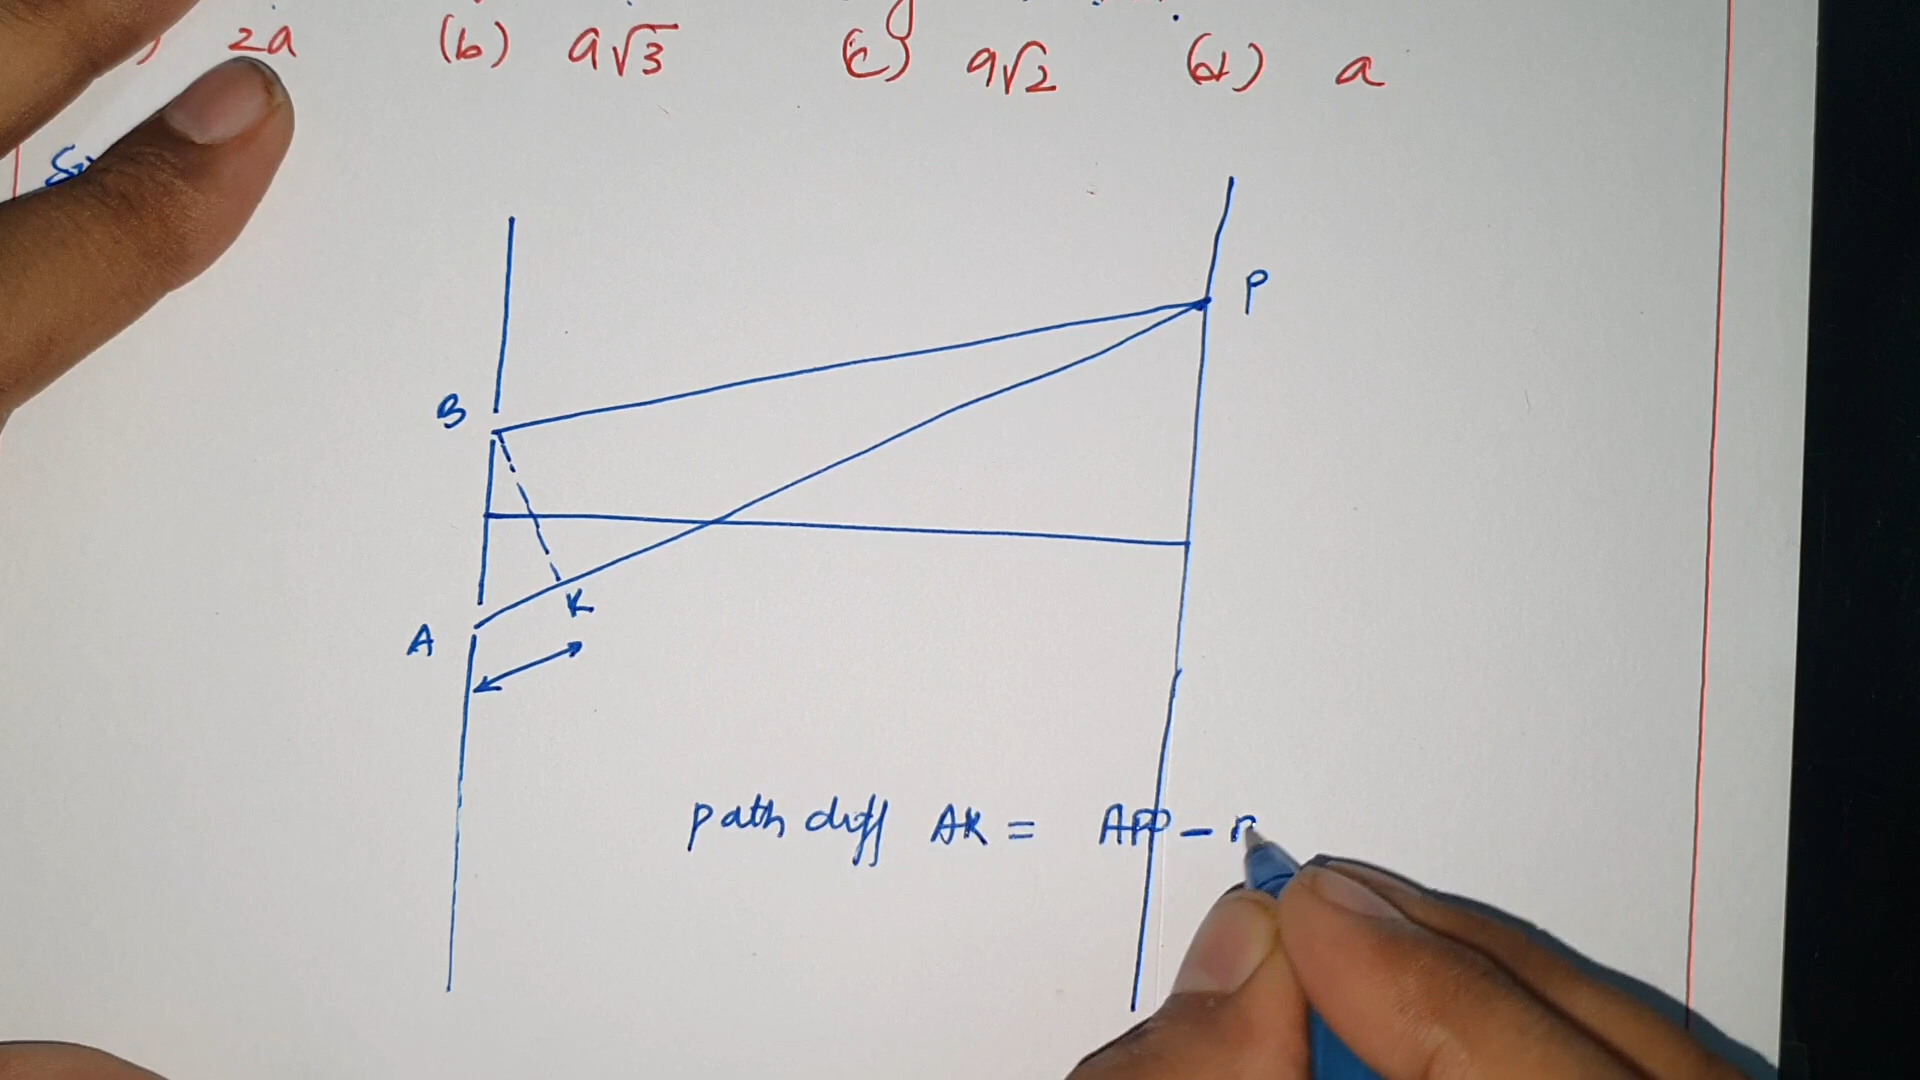 2a (b) a√3 (c) a√2 (d) a
P
B
K
A
path diff AK = AP -